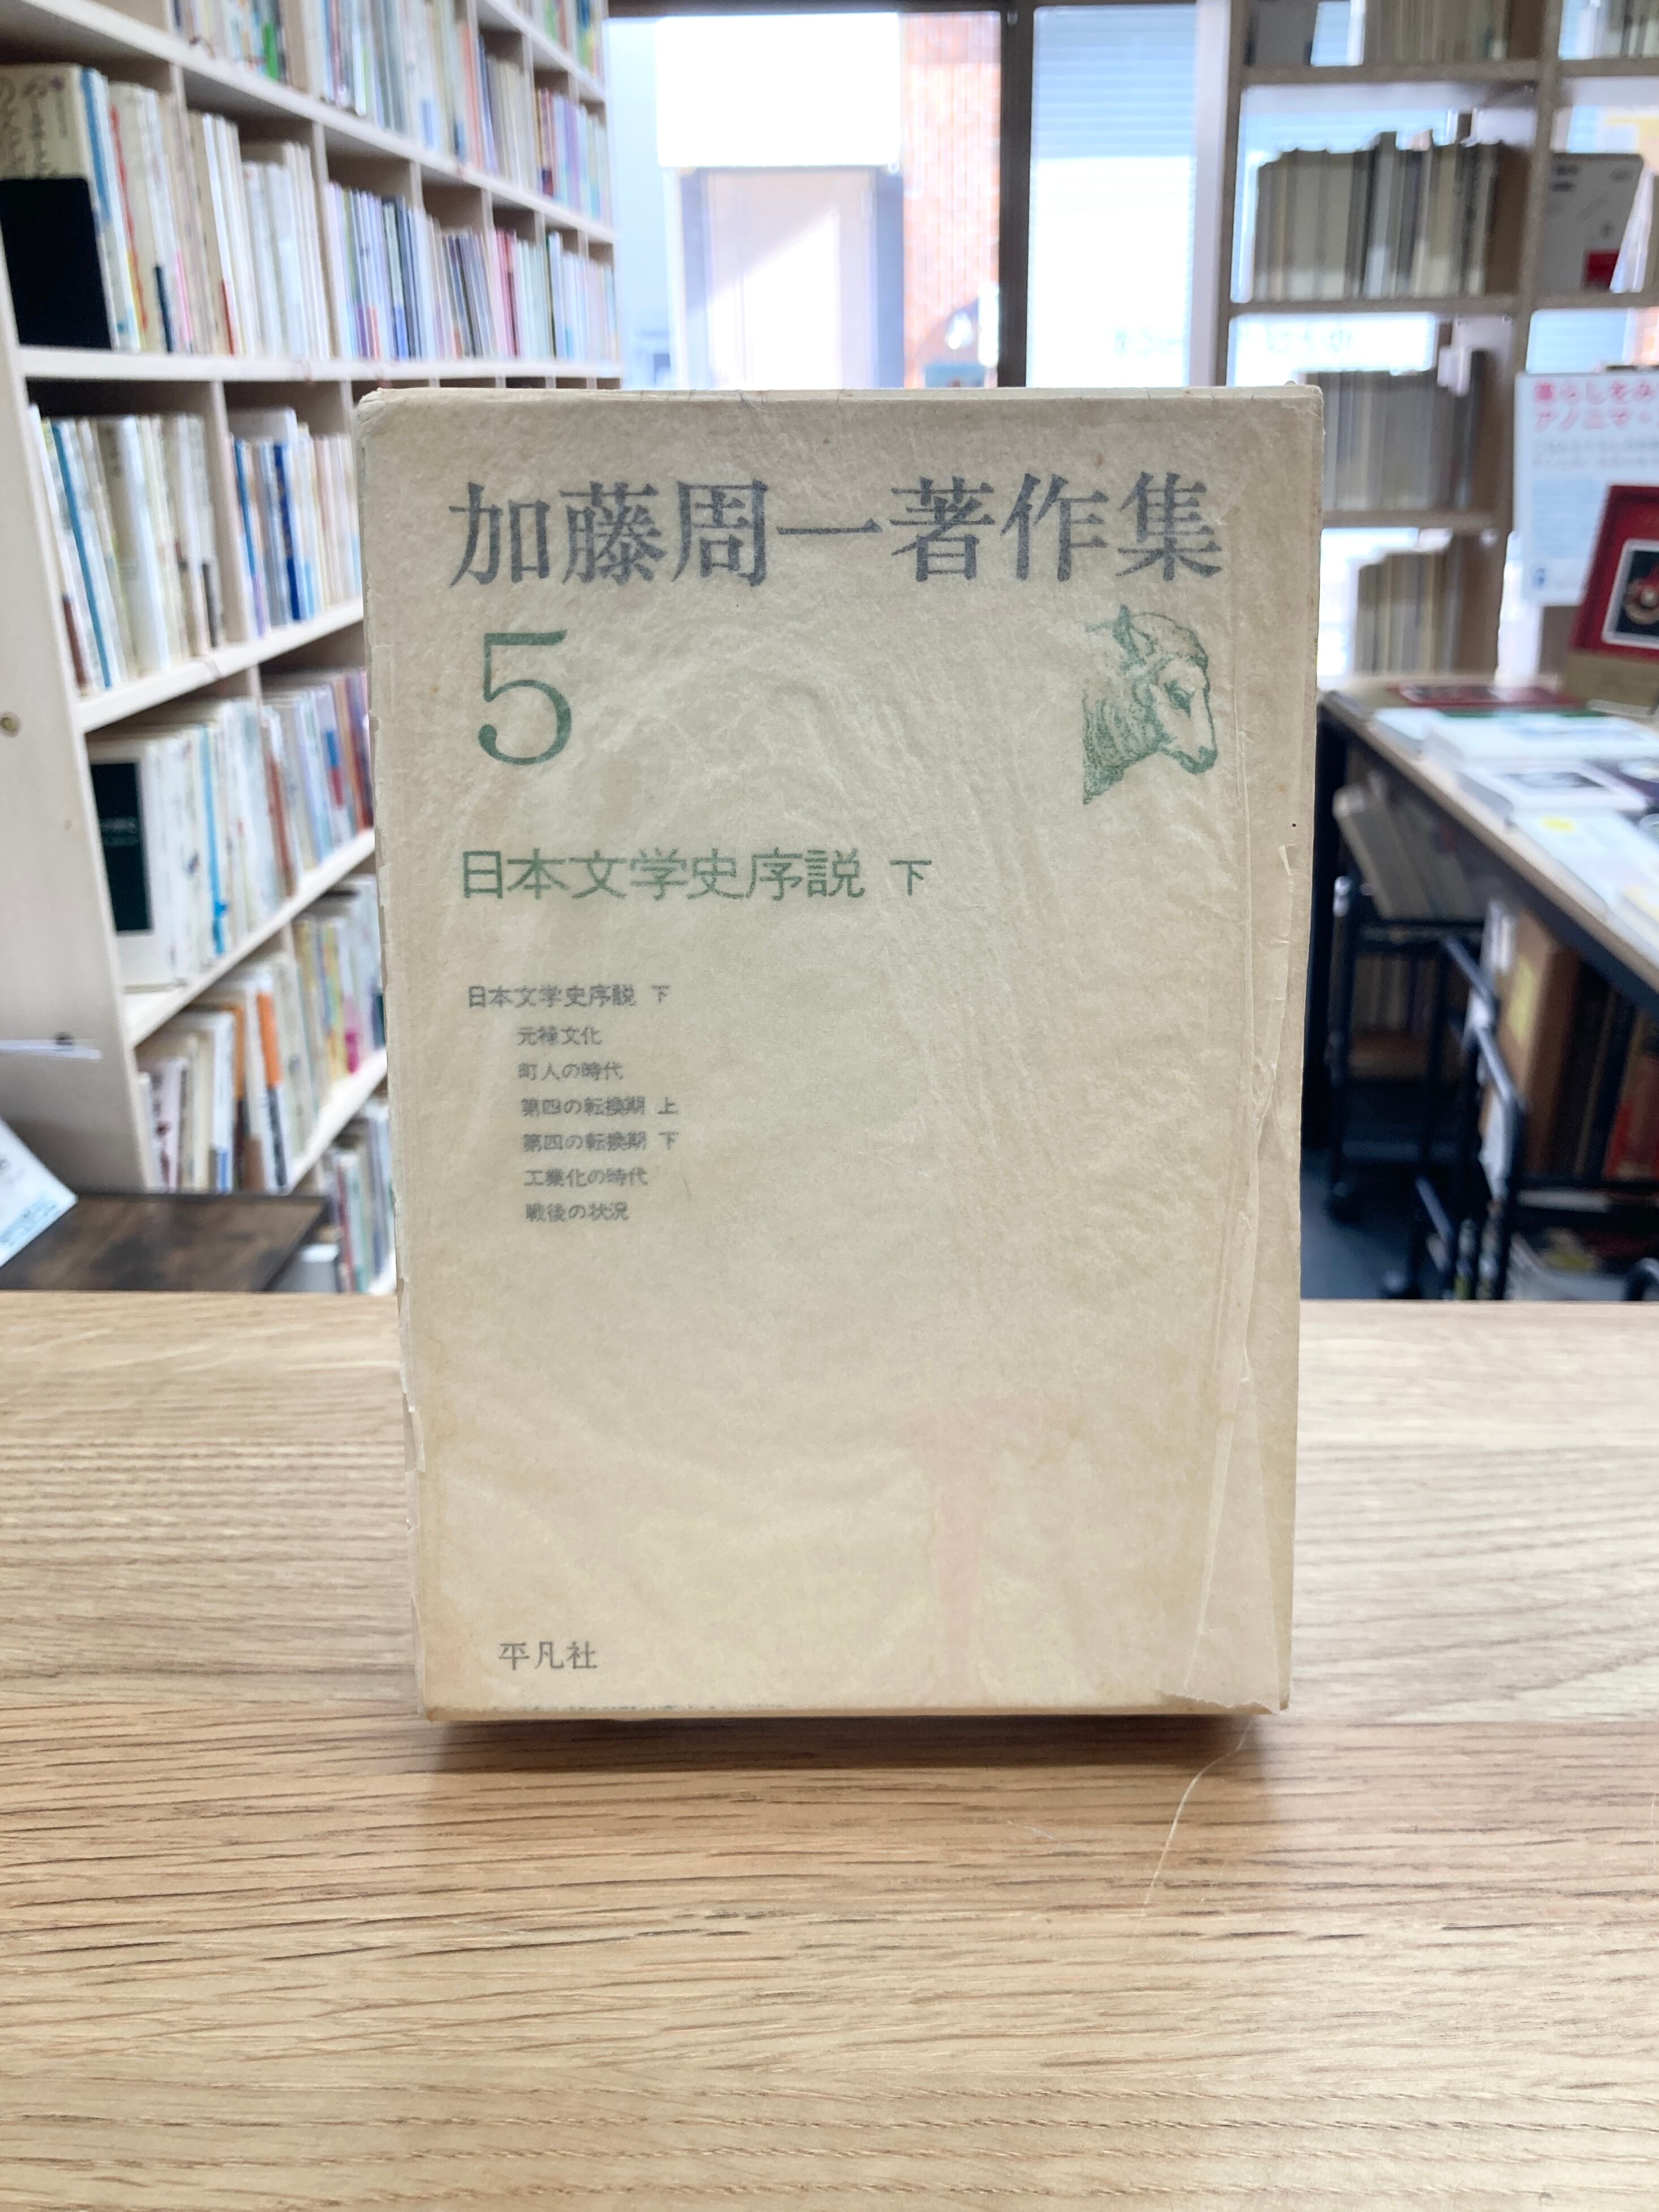 加藤周一著作集
5
日本文学史序説 下
日本文学史序説 下
元禄文化
町人の時代
第四の転換期 上
第四の転換期 下
工業化の時代
戦後の状況
平凡社